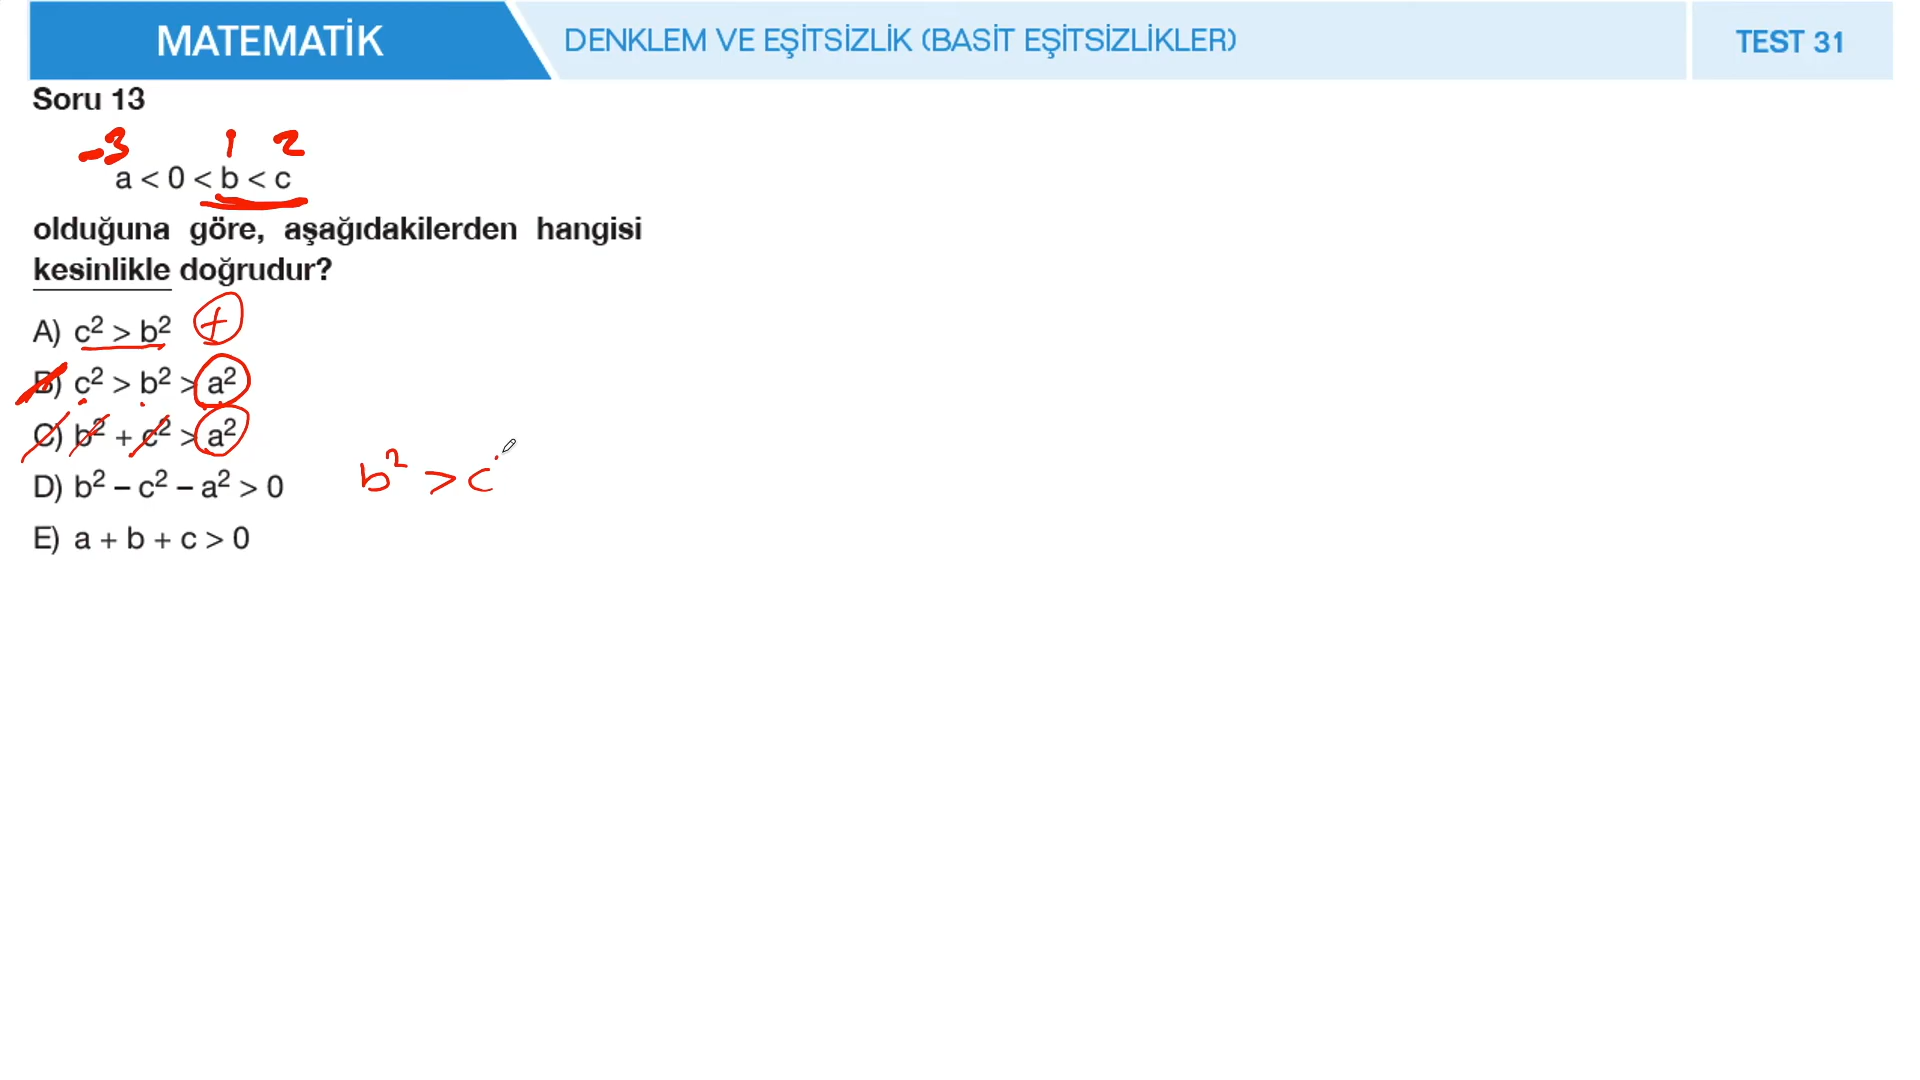 MATEMATİK
DENKLEM VE EŞİTSİZLİK (BASİT EŞİTSİZLİKLER)
TEST 31
Soru 13
-3 1 2
a < 0 < b < c
olduğuna göre, aşağıdakilerden hangisi
kesinlikle doğrudur?
A) c² > b² +
B) c² > b² > a²
C) b² + c² > a²
b² > c
D) b² – c² – a² > 0
E) a + b + c > 0